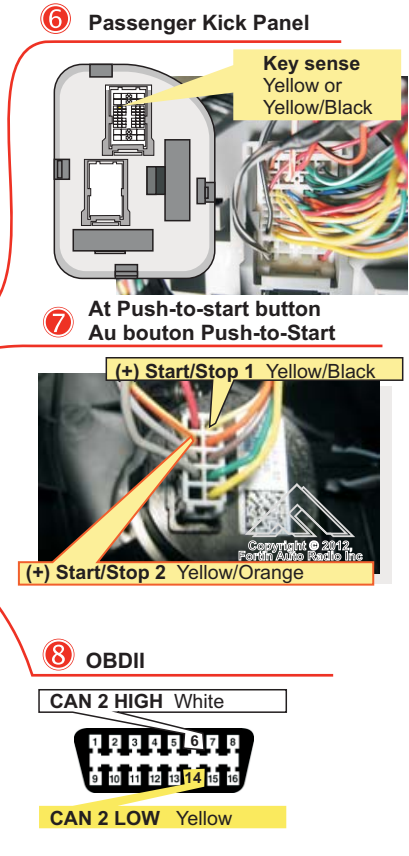 6 Passenger Kick Panel
Key sense
Yellow or
Yellow/Black
7 At Push-to-start button
Au bouton Push-to-Start
(+) Start/Stop 1 Yellow/Black
Copyright © 2012,
Fortin Auto Radio Inc
(+) Start/Stop 2 Yellow/Orange
8 OBDII
CAN 2 HIGH White
1 2 3 4 5 6 7 8
9 10 11 12 13 14 15 16
CAN 2 LOW Yellow